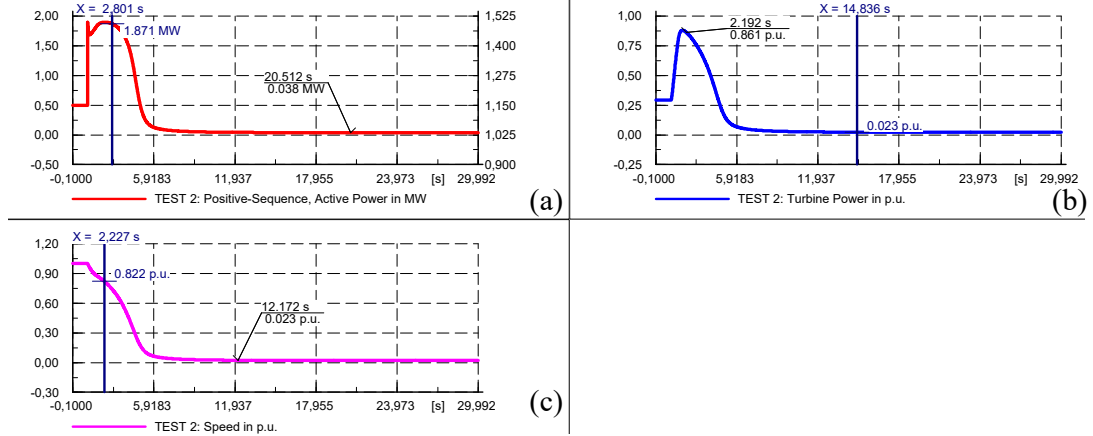 X = 2,801 s
2,00
1.871 MW
1,50
1,00
20.512 s
0.038 MW
0,50
0,00
-0,50
1,525
1,400
1,275
1,150
1,025
0,900
-0,1000 5,9183 11,937 17,955 23,973 [s] 29,992
TEST 2: Positive-Sequence, Active Power in MW
(a)
X = 14,836 s
1,00
2.192 s
0.861 p.u.
0,75
0,50
0,25
0.023 p.u.
0,00
-0,25
-0,1000 5,9183 11,937 17,955 23,973 [s] 29,992
TEST 2: Turbine Power in p.u.
(b)
X = 2,227 s
1,20
0,90
0.822 p.u.
0,60
12.172 s
0.023 p.u.
0,30
0,00
-0,30
-0,1000 5,9183 11,937 17,955 23,973 [s] 29,992
TEST 2: Speed in p.u.
(c)